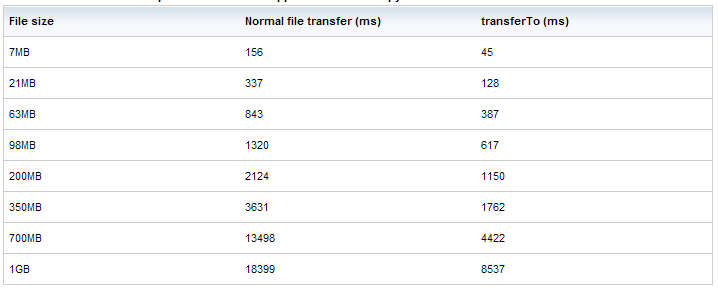 File size Normal file transfer (ms) transferTo (ms)
7MB 156 45
21MB 337 128
63MB 843 387
98MB 1320 617
200MB 2124 1150
350MB 3631 1762
700MB 13498 4422
1GB 18399 8537